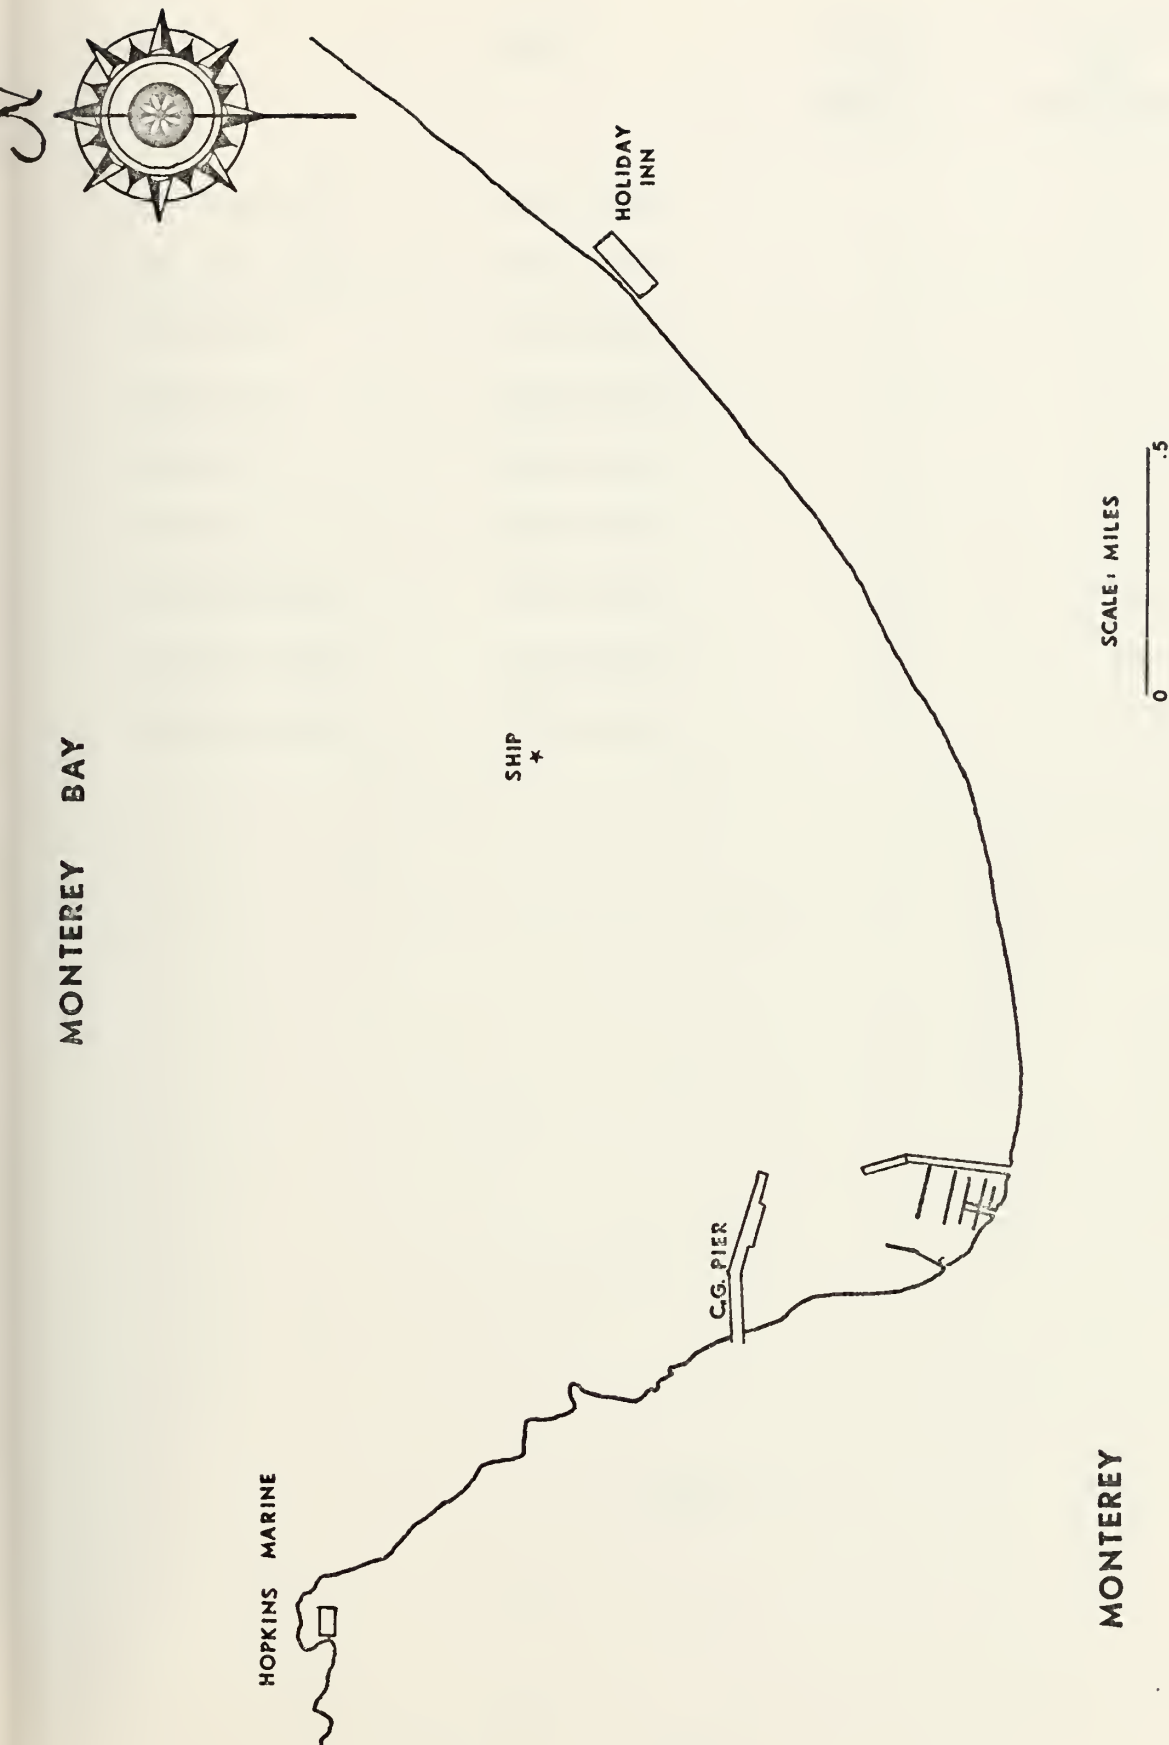 N
MONTEREY BAY
HOPKINS MARINE
SHIP
HOLIDAY
INN
C.G. PIER
MONTEREY
SCALE: MILES
0 .5